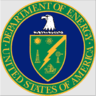 DEPARTMENT OF ENERGY
UNITED STATES OF AMERICA